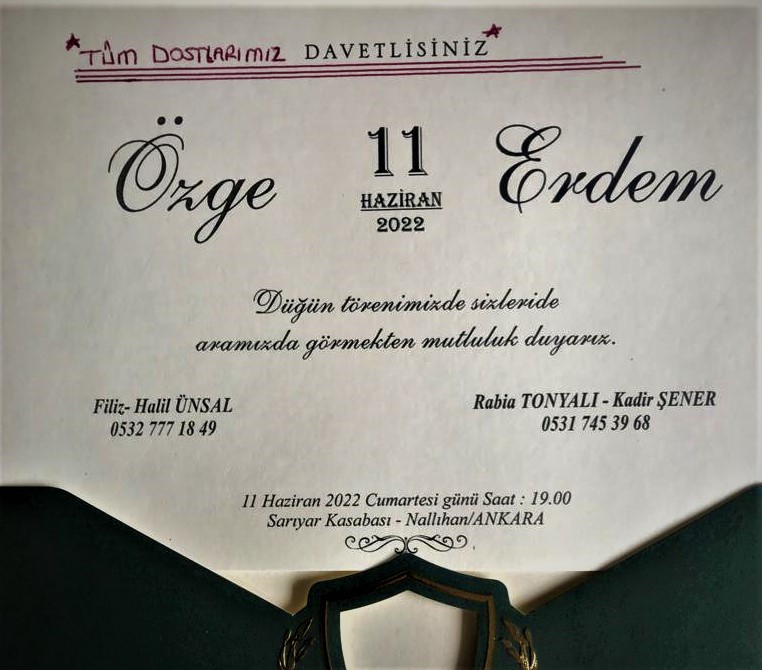 TÜM DOSTLARIMIZ DAVETLİSİNİZ
Özge 11 Erdem
HAZİRAN
2022
Düğün törenimizde sizleride
aramızda görmekten mutluluk duyarız.
Filiz- Halil ÜNSAL Rabia TONYALI - Kadir ŞENER
0532 777 18 49 0531 745 39 68
11 Haziran 2022 Cumartesi günü Saat : 19.00
Sarıyar Kasabası - Nallıhan/ANKARA